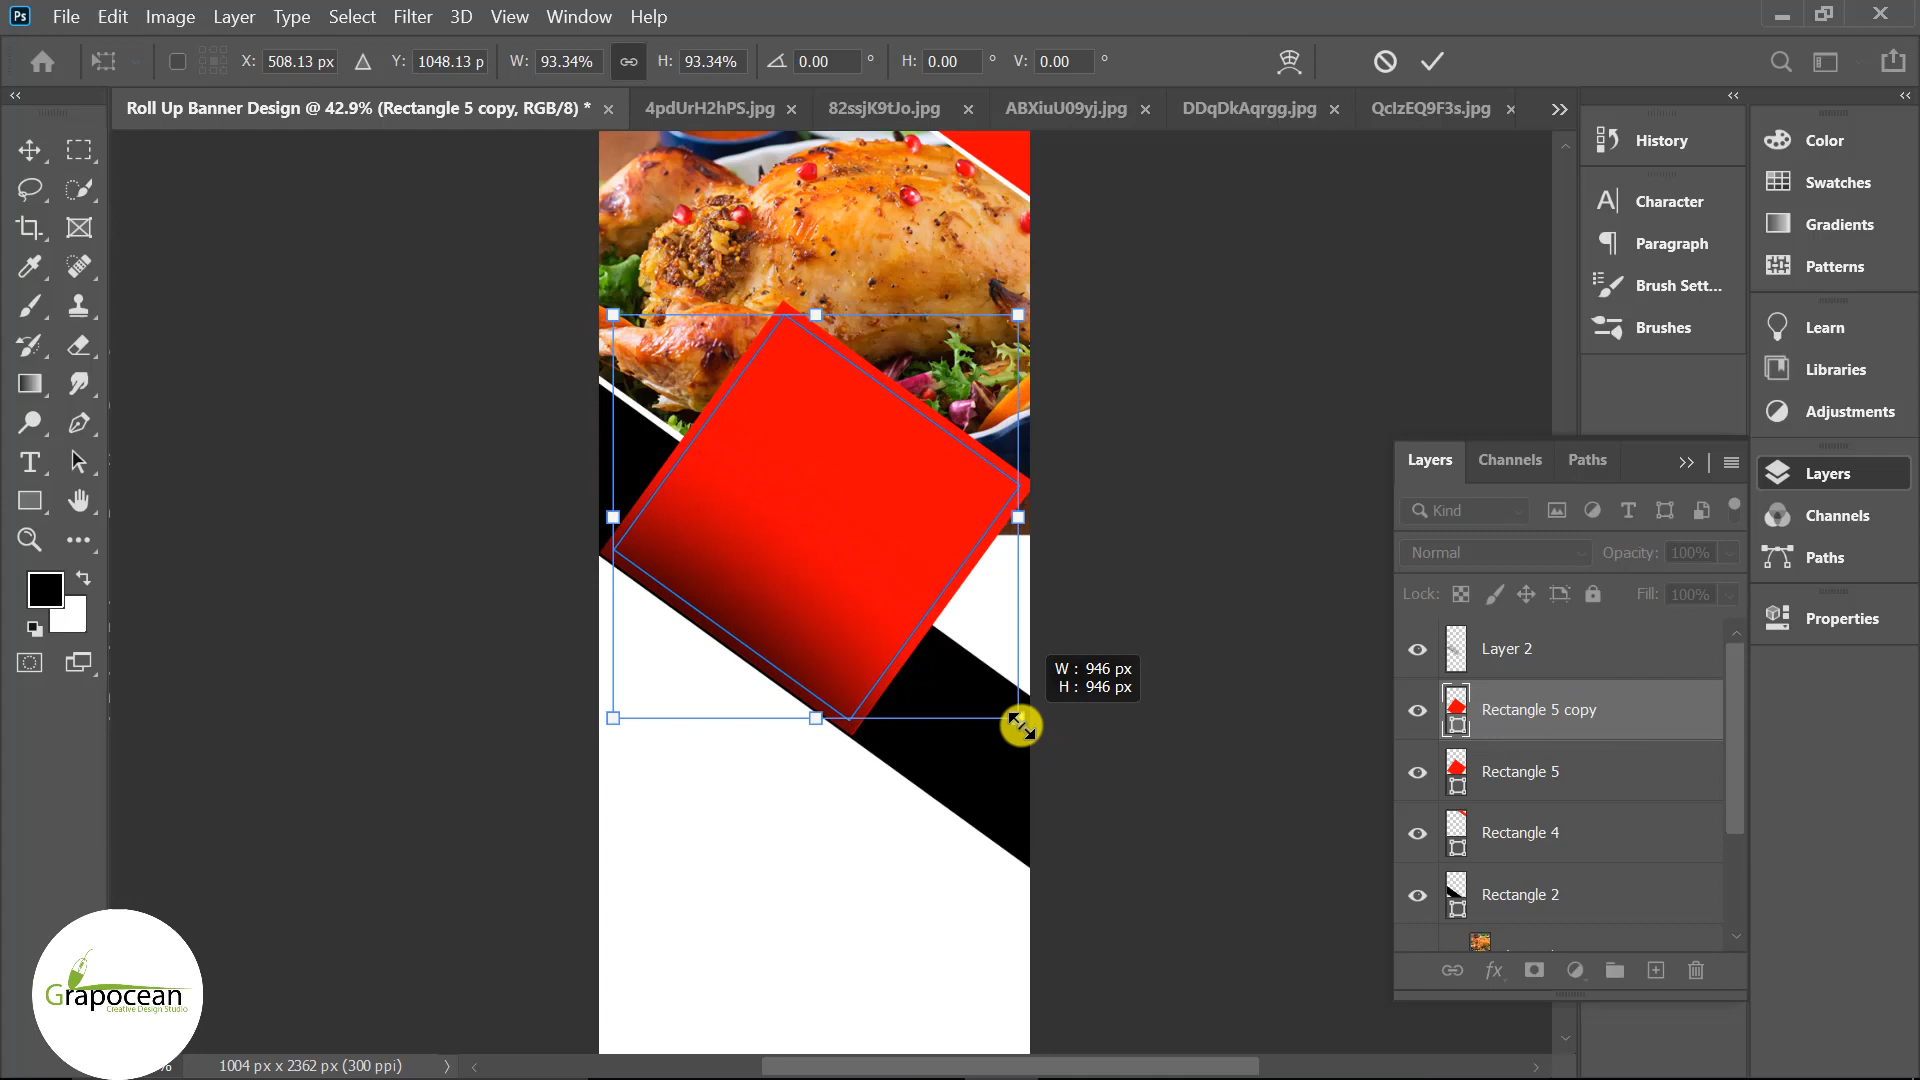 Ps File Edit Image Layer Type Select Filter 3D View Window Help
X: 508.13 px Y: 1048.13 p W: 93.34% H: 93.34% 0.00 ° H: 0.00 ° V: 0.00 °
Roll Up Banner Design @ 42.9% (Rectangle 5 copy, RGB/8) * 4pdUrH2hPS.jpg 82ssjK9tJo.jpg ABXiuU09yj.jpg DDqDkAqrgg.jpg QcIzEQ9F3s.jpg
History
Character
Paragraph
Brush Sett...
Brushes
Color
Swatches
Gradients
Patterns
Learn
Libraries
Adjustments
Layers
Channels
Paths
Properties
Layers Channels Paths
Kind
Normal Opacity: 100%
Lock: Fill: 100%
Layer 2
Rectangle 5 copy
Rectangle 5
Rectangle 4
Rectangle 2
fx
W : 946 px
H : 946 px
Grapocean
Creative Design Studio
% 1004 px x 2362 px (300 ppi)